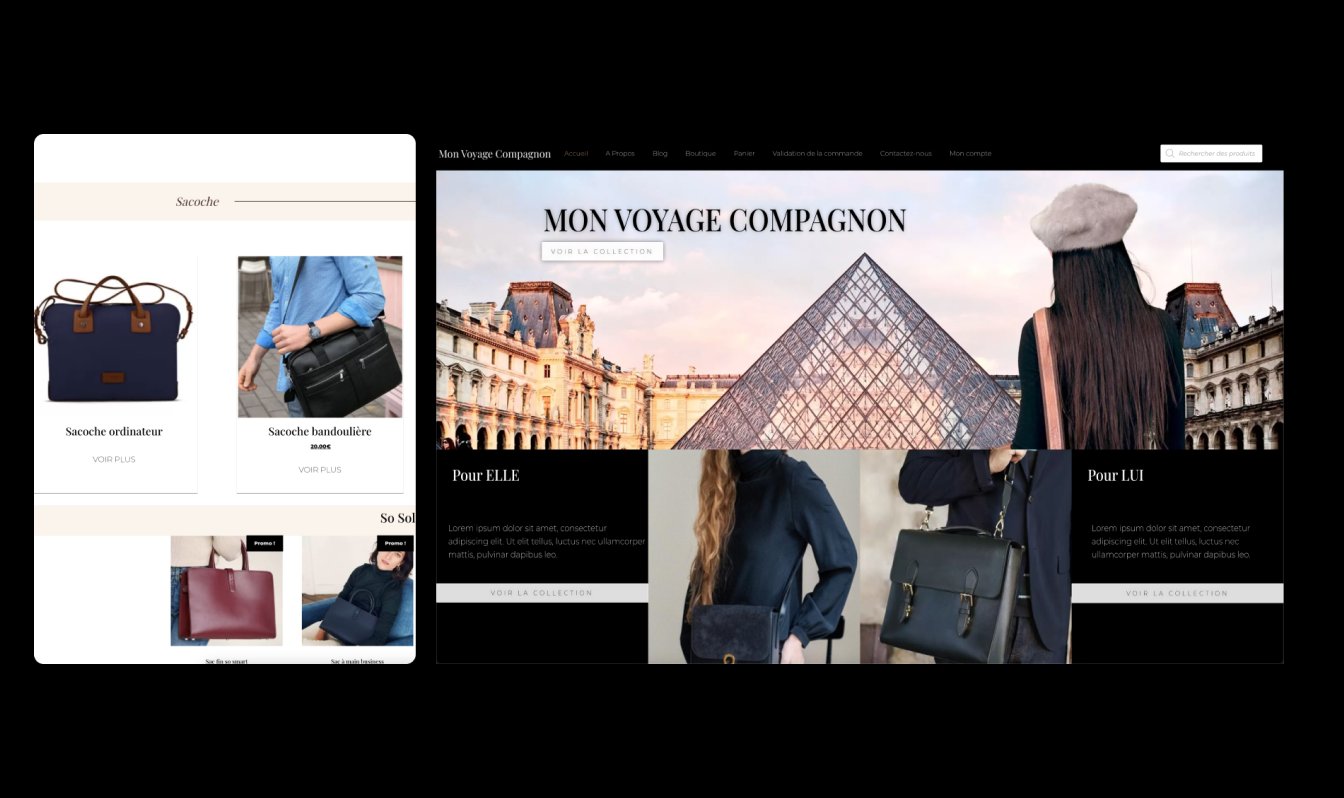 Sacoche
Sacoche ordinateur
VOIR PLUS
Sacoche bandoulière
20,00€
VOIR PLUS
So Sol
Promo !
Promo !
Sac fin so smart
Sac à main business
Mon Voyage Compagnon
Accueil
A Propos
Blog
Boutique
Panier
Validation de la commande
Contactez-nous
Mon compte
Rechercher des produits
MON VOYAGE COMPAGNON
VOIR LA COLLECTION
Pour ELLE
Lorem ipsum dolor sit amet, consectetur
adipiscing elit. Ut elit tellus, luctus nec ullamcorper
mattis, pulvinar dapibus leo.
VOIR LA COLLECTION
Pour LUI
Lorem ipsum dolor sit amet, consectetur
adipiscing elit. Ut elit tellus, luctus nec
ullamcorper mattis, pulvinar dapibus leo.
VOIR LA COLLECTION